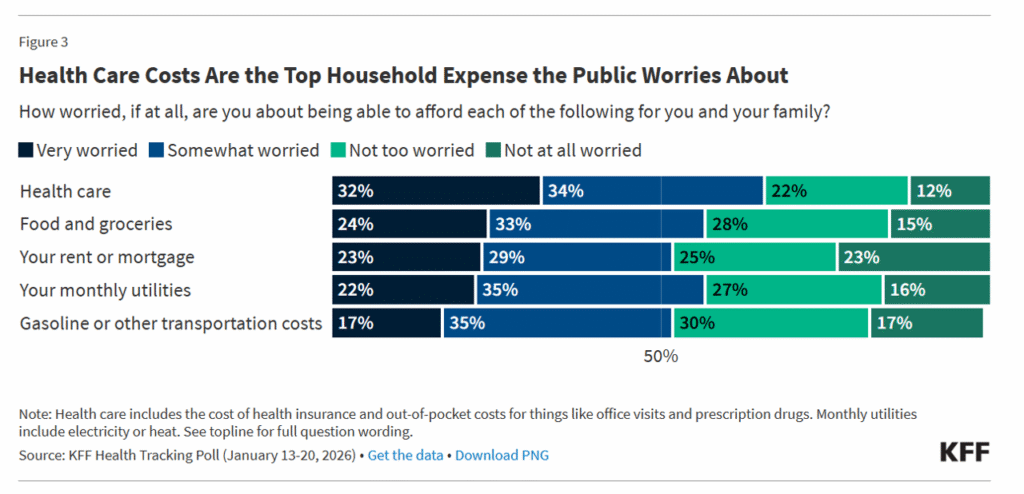 Figure 3
Health Care Costs Are the Top Household Expense the Public Worries About
How worried, if at all, are you about being able to afford each of the following for you and your family?
Very worried Somewhat worried Not too worried Not at all worried
Health care 32% 34% 22% 12%
Food and groceries 24% 33% 28% 15%
Your rent or mortgage 23% 29% 25% 23%
Your monthly utilities 22% 35% 27% 16%
Gasoline or other transportation costs 17% 35% 30% 17%
50%
Note: Health care includes the cost of health insurance and out-of-pocket costs for things like office visits and prescription drugs. Monthly utilities
include electricity or heat. See topline for full question wording.
Source: KFF Health Tracking Poll (January 13-20, 2026) • Get the data • Download PNG
KFF